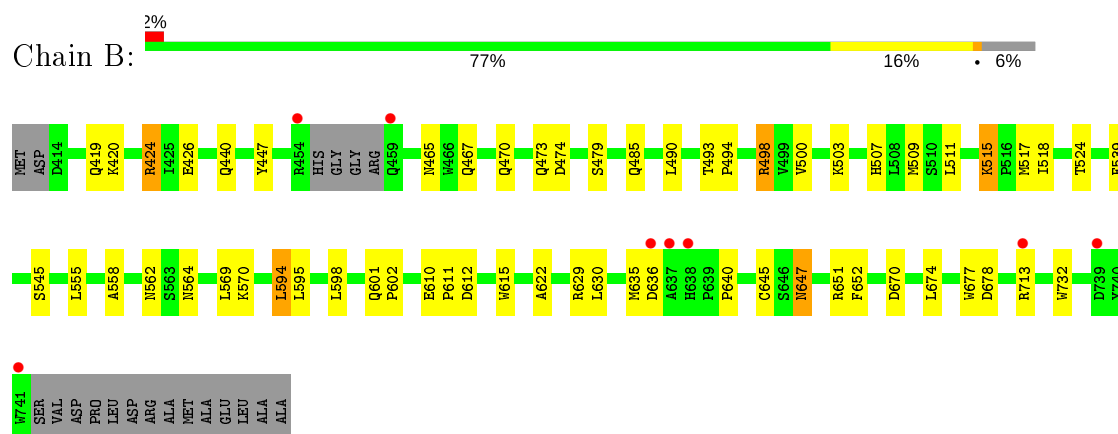 2%
Chain B:
77% 16% • 6%
MET ASP D414 Q419 K420 R424 I425 E426 Q440 Y447 R454 HIS GLY GLY ARG Q459 N465 W466 Q467 Q470 Q473 D474 S479 Q485 L490 T493 P494 R498 V499 V500 K503 H507 L508 M509 S510 L511 K515 P516 M517 I518 T524
S545 L555 A558 N562 S563 N564 L569 K570 L594 L595 L598 Q601 P602 E610 P611 D612 W615 A622 R629 L630 M635 D636 A637 H638 P639 P640 C645 S646 N647 R651 F652 D670 L674 W677 D678 R713 W732 D739 Y740
W741 SER VAL ASP PRO LEU ASP ARG ALA MET ALA GLU LEU ALA ALA